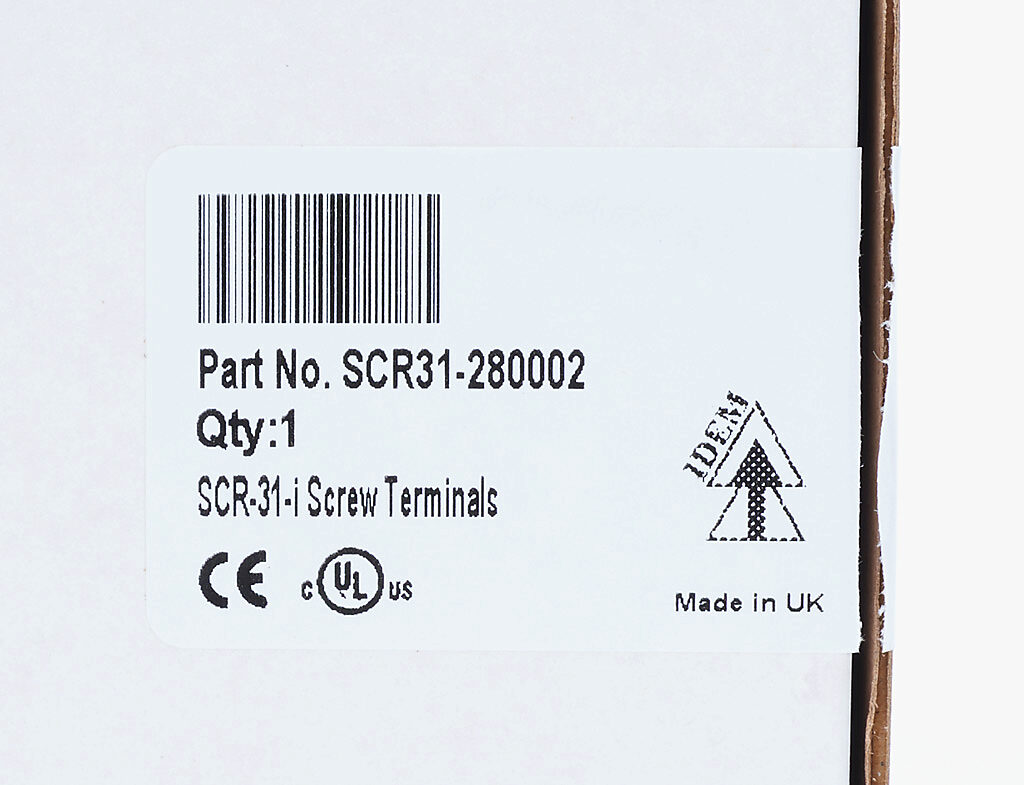 Part No. SCR31-280002
Qty:1
SCR-31-i Screw Terminals
CE
C UL US
IDEM
Made in UK